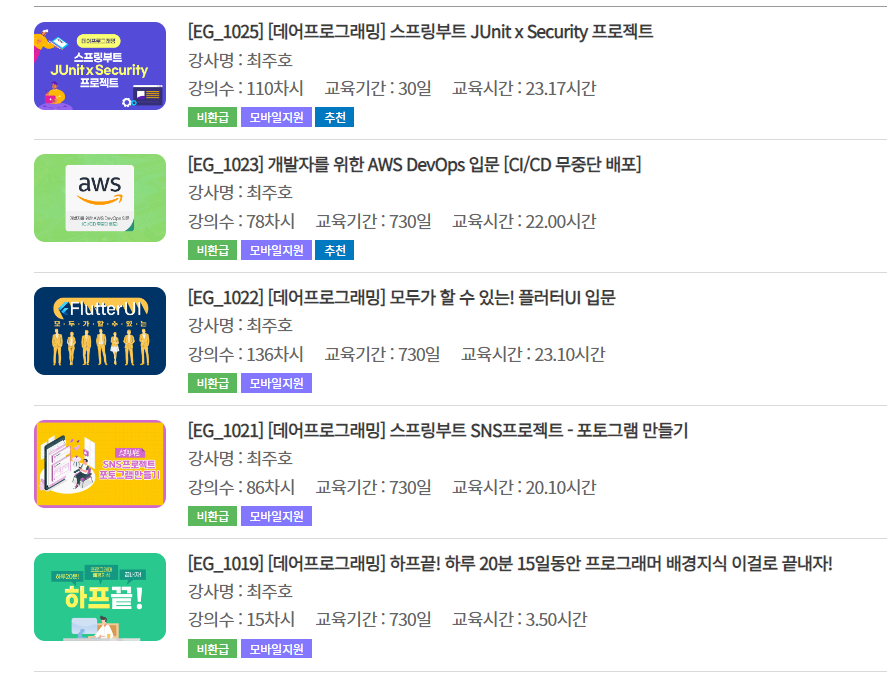 데어프로그래밍
스프링부트
JUnit x Security
프로젝트
[EG_1025] [데어프로그래밍] 스프링부트 JUnit x Security 프로젝트
강사명 : 최주호
강의수 : 110차시 교육기간 : 30일 교육시간 : 23.17시간
비환급 모바일지원 추천
aws
개발자를 위한 AWS DevOps 입문
[CI/CD 무중단 배포]
[EG_1023] 개발자를 위한 AWS DevOps 입문 [CI/CD 무중단 배포]
강사명 : 최주호
강의수 : 78차시 교육기간 : 730일 교육시간 : 22.00시간
비환급 모바일지원 추천
FlutterUI
모·두·가·할·수·있·는
[EG_1022] [데어프로그래밍] 모두가 할 수 있는! 플러터UI 입문
강사명 : 최주호
강의수 : 136차시 교육기간 : 730일 교육시간 : 23.10시간
비환급 모바일지원
스프링부트
SNS프로젝트
포토그램만들기
[EG_1021] [데어프로그래밍] 스프링부트 SNS프로젝트 - 포토그램 만들기
강사명 : 최주호
강의수 : 86차시 교육기간 : 730일 교육시간 : 20.10시간
비환급 모바일지원
하루20분! 프로그래머 배경지식 끝내자!
하프끝!
[EG_1019] [데어프로그래밍] 하프끝! 하루 20분 15일동안 프로그래머 배경지식 이걸로 끝내자!
강사명 : 최주호
강의수 : 15차시 교육기간 : 730일 교육시간 : 3.50시간
비환급 모바일지원